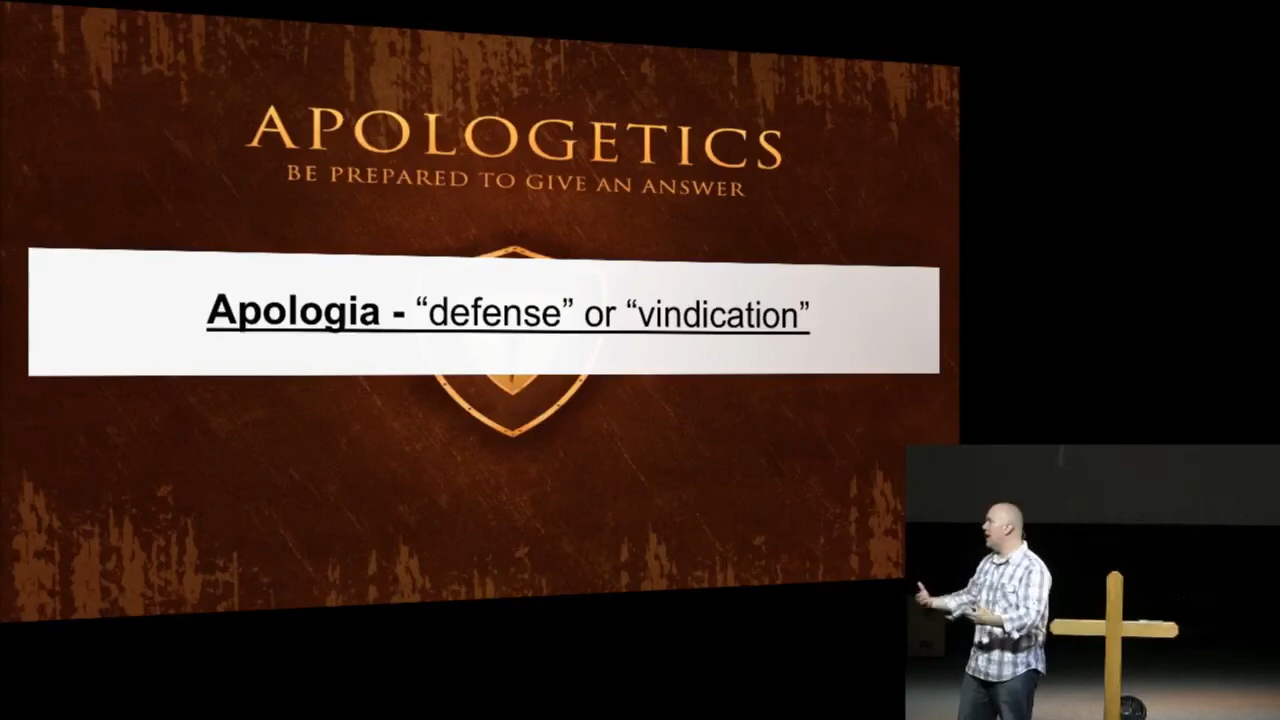 APOLOGETICS
BE PREPARED TO GIVE AN ANSWER
Apologia - “defense” or “vindication”